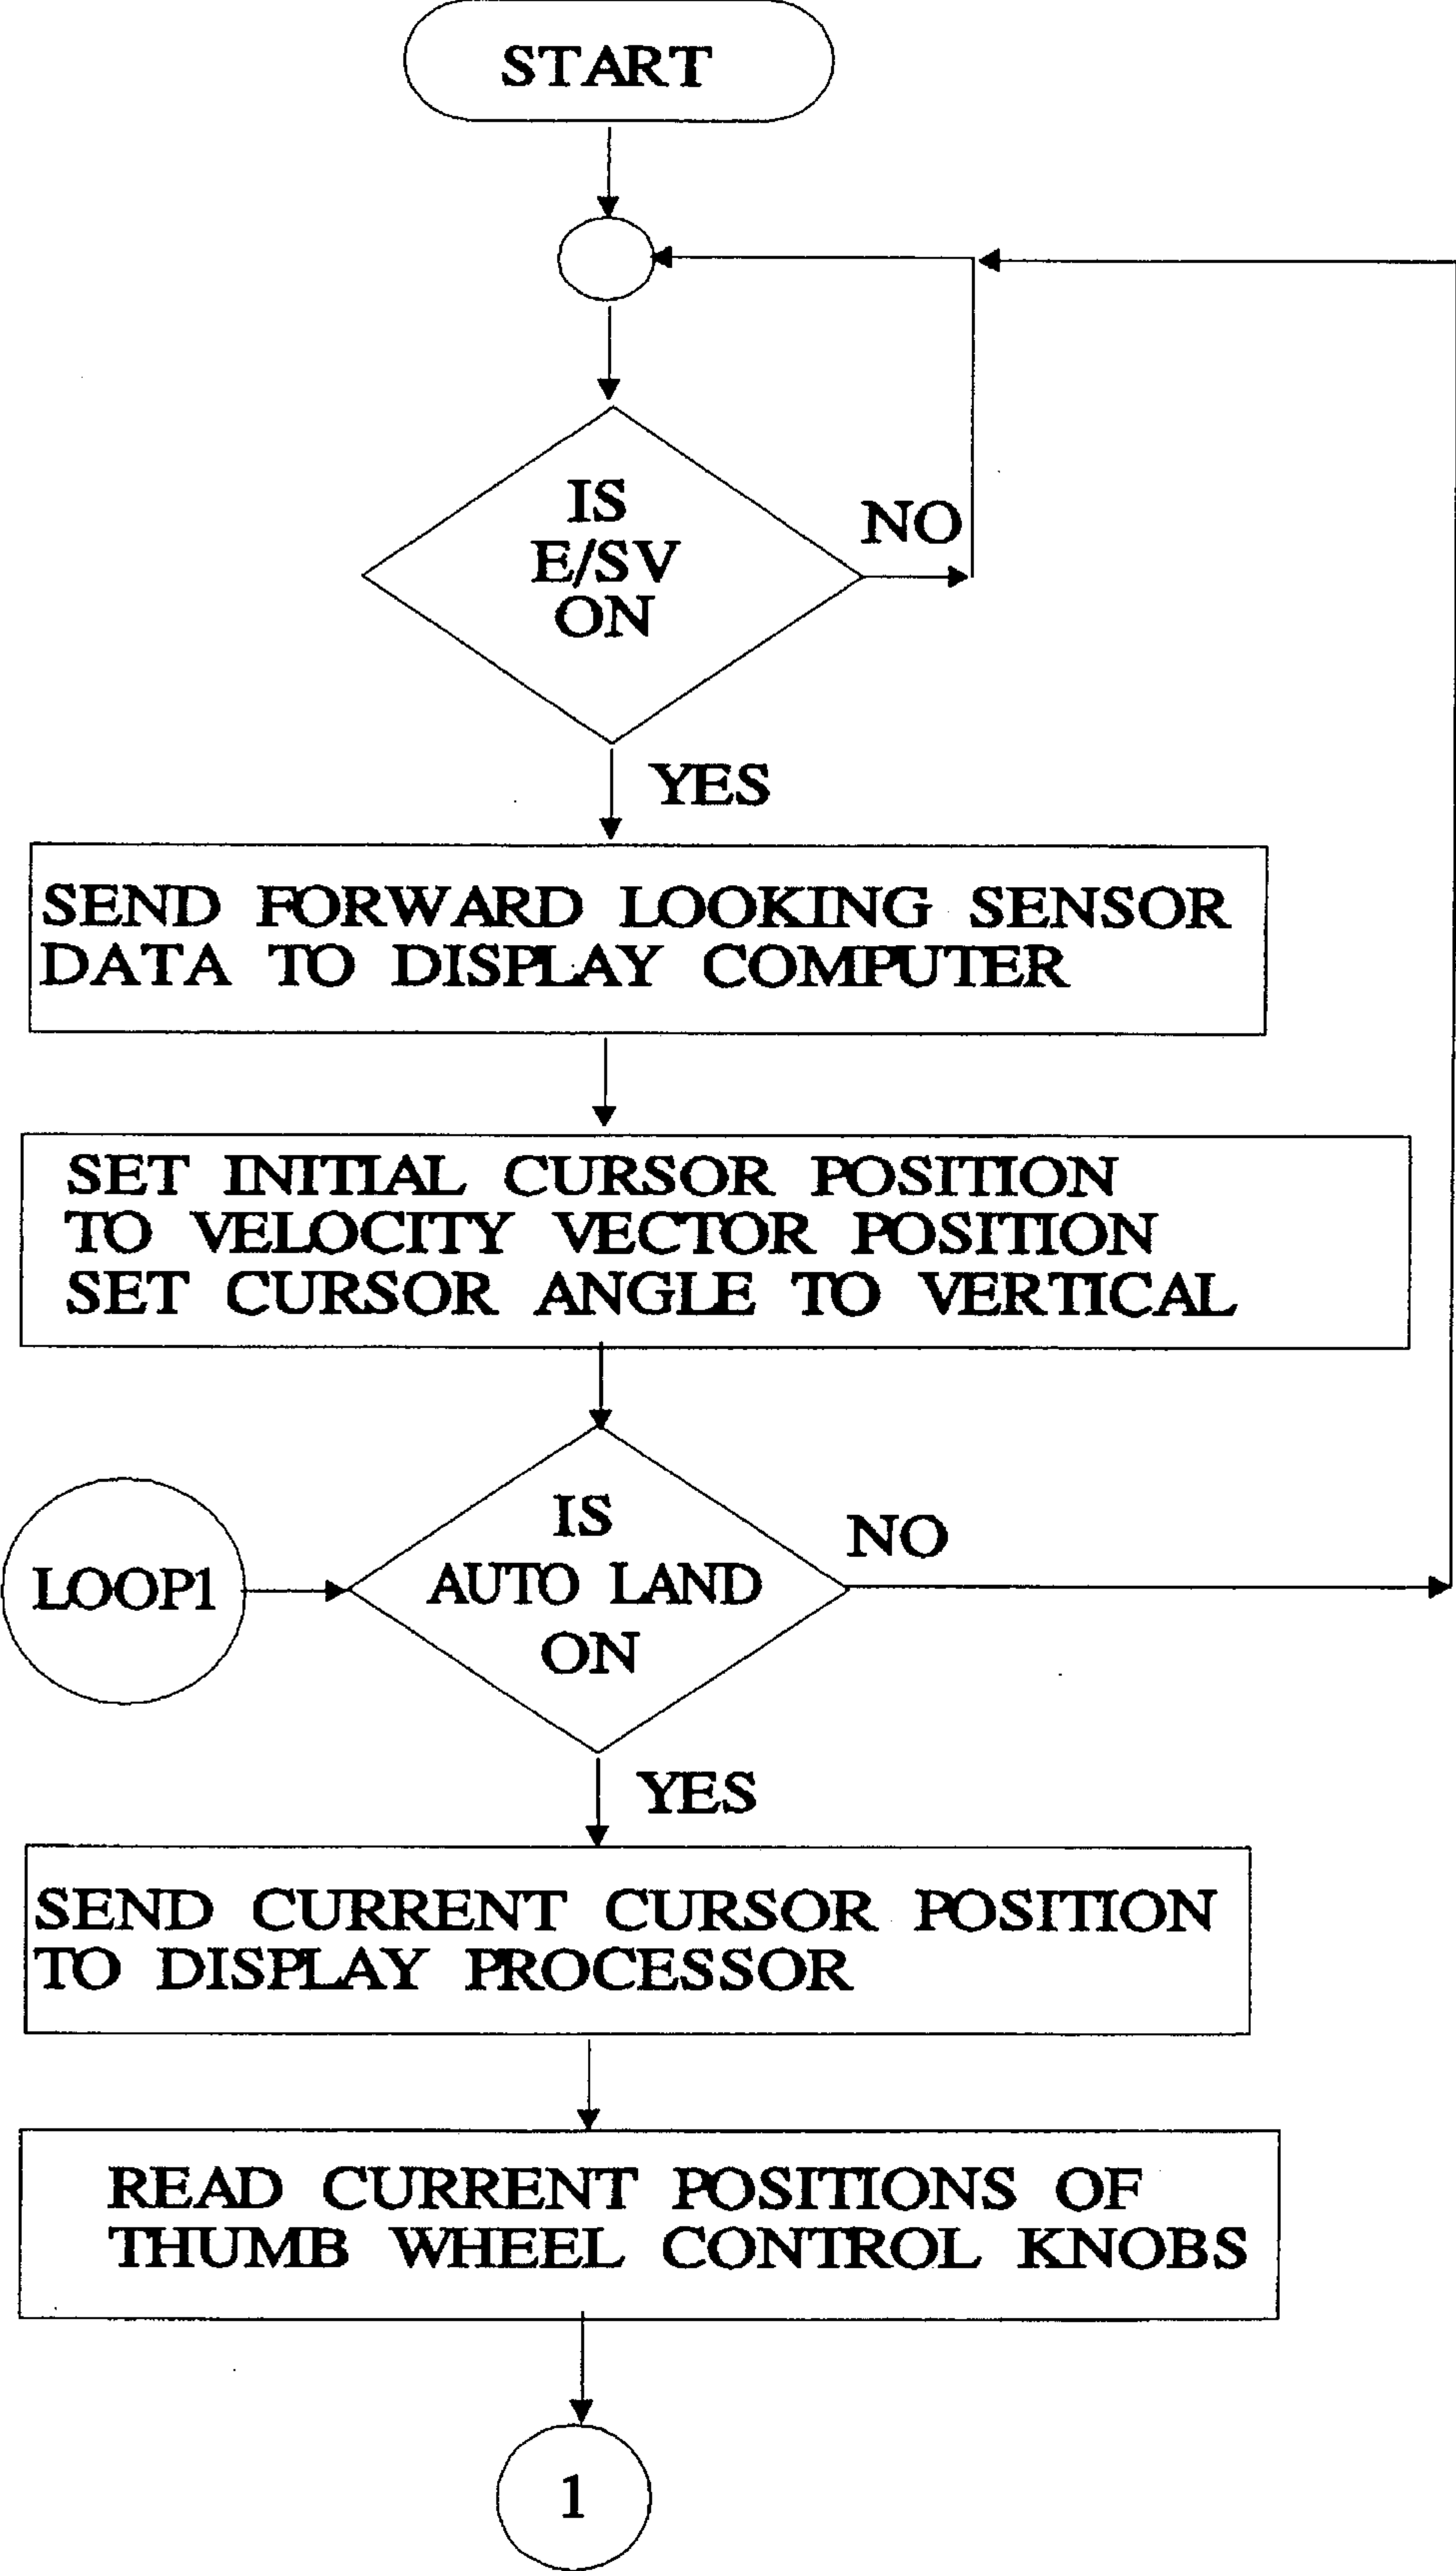 START
IS
E/SV
ON
NO
YES
SEND FORWARD LOOKING SENSOR
DATA TO DISPLAY COMPUTER
SET INITIAL CURSOR POSITION
TO VELOCITY VECTOR POSITION
SET CURSOR ANGLE TO VERTICAL
LOOP1
IS
AUTO LAND
ON
NO
YES
SEND CURRENT CURSOR POSITION
TO DISPLAY PROCESSOR
READ CURRENT POSITIONS OF
THUMB WHEEL CONTROL KNOBS
1